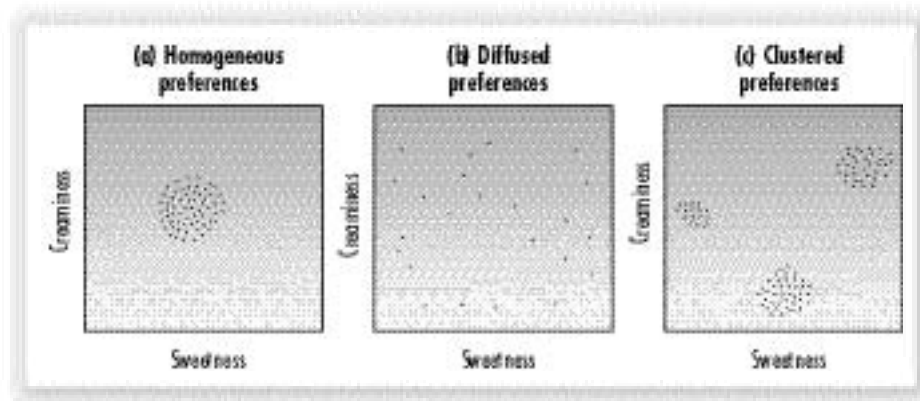 (a) Homogeneous
preferences
(b) Diffused
preferences
(c) Clustered
preferences
Creaminess
Sweetness
Creaminess
Sweetness
Creaminess
Sweetness